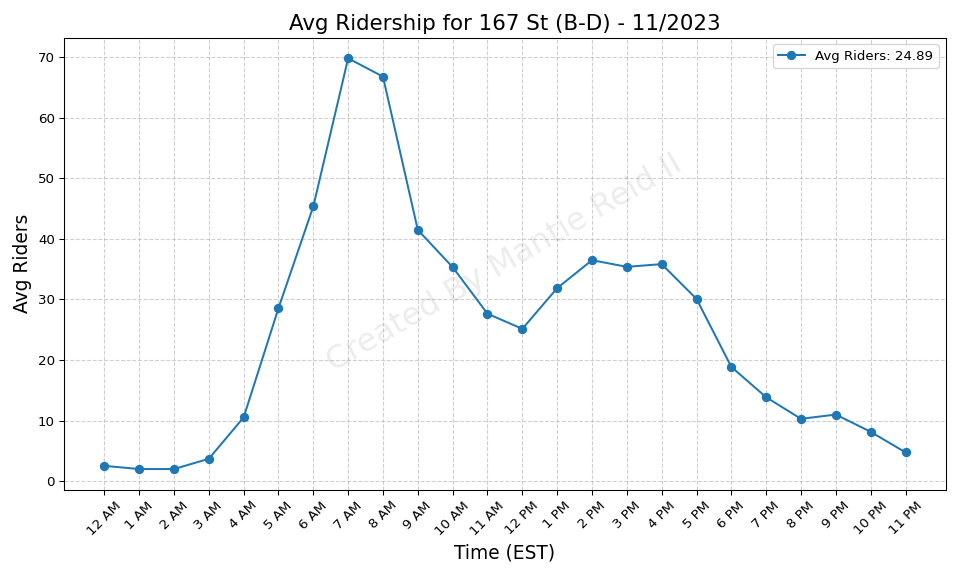 Avg Ridership for 167 St (B-D) - 11/2023
Avg Riders: 24.89
Avg Riders
70
60
50
40
30
20
10
0
Created By Mantie Reid II
12 AM
1 AM
2 AM
3 AM
4 AM
5 AM
6 AM
7 AM
8 AM
9 AM
10 AM
11 AM
12 PM
1 PM
2 PM
3 PM
4 PM
5 PM
6 PM
7 PM
8 PM
9 PM
10 PM
11 PM
Time (EST)